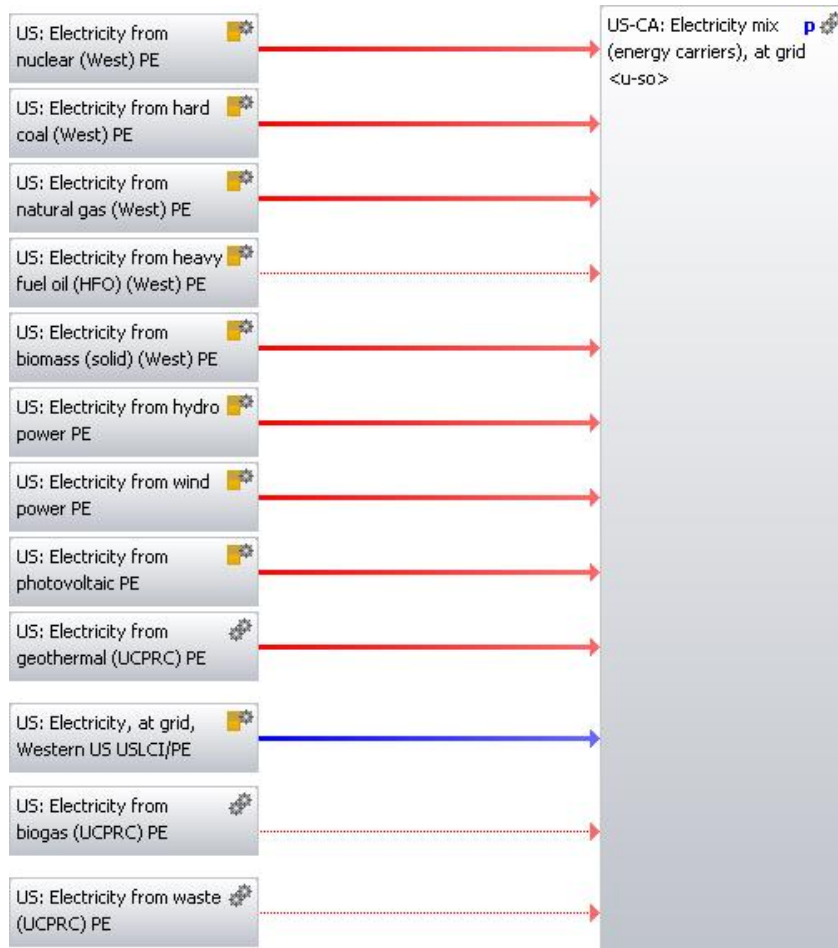 US: Electricity from
nuclear (West) PE
US: Electricity from hard
coal (West) PE
US: Electricity from
natural gas (West) PE
US: Electricity from heavy
fuel oil (HFO) (West) PE
US: Electricity from
biomass (solid) (West) PE
US: Electricity from hydro
power PE
US: Electricity from wind
power PE
US: Electricity from
photovoltaic PE
US: Electricity from
geothermal (UCPRC) PE
US: Electricity, at grid,
Western US USLCI/PE
US: Electricity from
biogas (UCPRC) PE
US: Electricity from waste
(UCPRC) PE
US-CA: Electricity mix p
(energy carriers), at grid
<u-so>